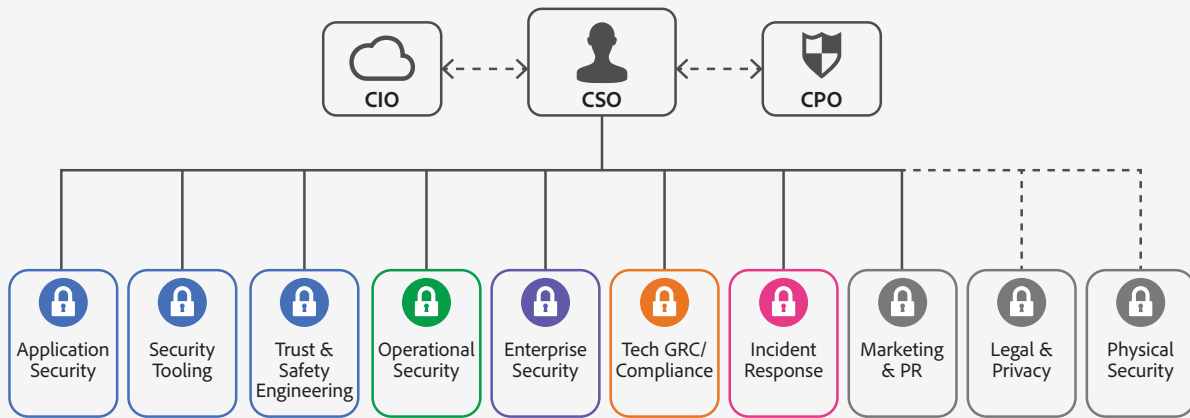 CIO
CSO
CPO
Application
Security
Security
Tooling
Trust &
Safety
Engineering
Operational
Security
Enterprise
Security
Tech GRC/
Compliance
Incident
Response
Marketing
& PR
Legal &
Privacy
Physical
Security